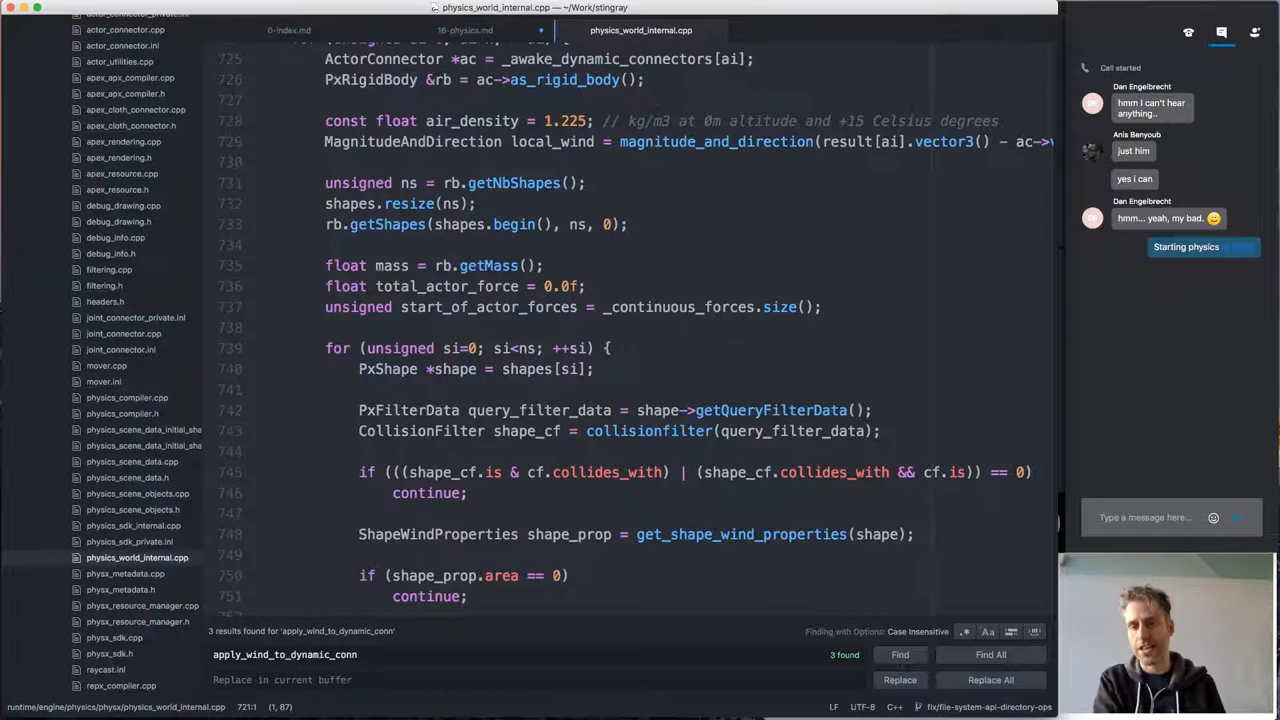 physics_world_internal.cpp — ~/Work/stingray
0-index.md
16-physics.md
physics_world_internal.cpp
actor_connector.cpp
actor_connector.inl
actor_utilities.cpp
apex_apx_compiler.cpp
apex_apx_compiler.h
apex_cloth_connector.cpp
apex_cloth_connector.h
apex_rendering.cpp
apex_rendering.h
apex_resource.cpp
apex_resource.h
debug_drawing.cpp
debug_drawing.h
debug_info.cpp
debug_info.h
filtering.cpp
filtering.h
headers.h
joint_connector_private.inl
joint_connector.cpp
joint_connector.inl
mover.cpp
mover.inl
physics_compiler.cpp
physics_compiler.h
physics_scene_data_initial_sha
physics_scene_data_initial_sha
physics_scene_data.cpp
physics_scene_data.h
physics_scene_objects.cpp
physics_scene_objects.h
physics_sdk_internal.cpp
physics_sdk_private.inl
physics_world_internal.cpp
physx_metadata.cpp
physx_metadata.h
physx_resource_manager.cpp
physx_resource_manager.h
physx_sdk.cpp
physx_sdk.h
raycast.inl
repx_compiler.cpp
725 ActorConnector *ac = _awake_dynamic_connectors[ai];
726 PxRigidBody &rb = ac->as_rigid_body();
727
728 const float air_density = 1.225; // kg/m3 at 0m altitude and +15 Celsius degrees
729 MagnitudeAndDirection local_wind = magnitude_and_direction(result[ai].vector3() - ac->v
730
731 unsigned ns = rb.getNbShapes();
732 shapes.resize(ns);
733 rb.getShapes(shapes.begin(), ns, 0);
734
735 float mass = rb.getMass();
736 float total_actor_force = 0.0f;
737 unsigned start_of_actor_forces = _continuous_forces.size();
738
739 for (unsigned si=0; si<ns; ++si) {
740 PxShape *shape = shapes[si];
741
742 PxFilterData query_filter_data = shape->getQueryFilterData();
743 CollisionFilter shape_cf = collisionfilter(query_filter_data);
744
745 if (((shape_cf.is & cf.collides_with) | (shape_cf.collides_with && cf.is)) == 0)
746 continue;
747
748 ShapeWindProperties shape_prop = get_shape_wind_properties(shape);
749
750 if (shape_prop.area == 0)
751 continue;
3 results found for 'apply_wind_to_dynamic_conn'
Finding with Options: Case Insensitive
.* Aa
apply_wind_to_dynamic_conn
3 found
Find
Find All
Replace in current buffer
Replace
Replace All
runtime/engine/physics/physx/physics_world_internal.cpp 721:1 (1, 87)
LF UTF-8 C++ fix/file-system-api-directory-ops
Call started
Dan Engelbrecht
hmm I can't hear
anything..
Anis Benyoub
just him
yes i can
Dan Engelbrecht
hmm... yeah, my bad.
Starting physics
Type a message here...